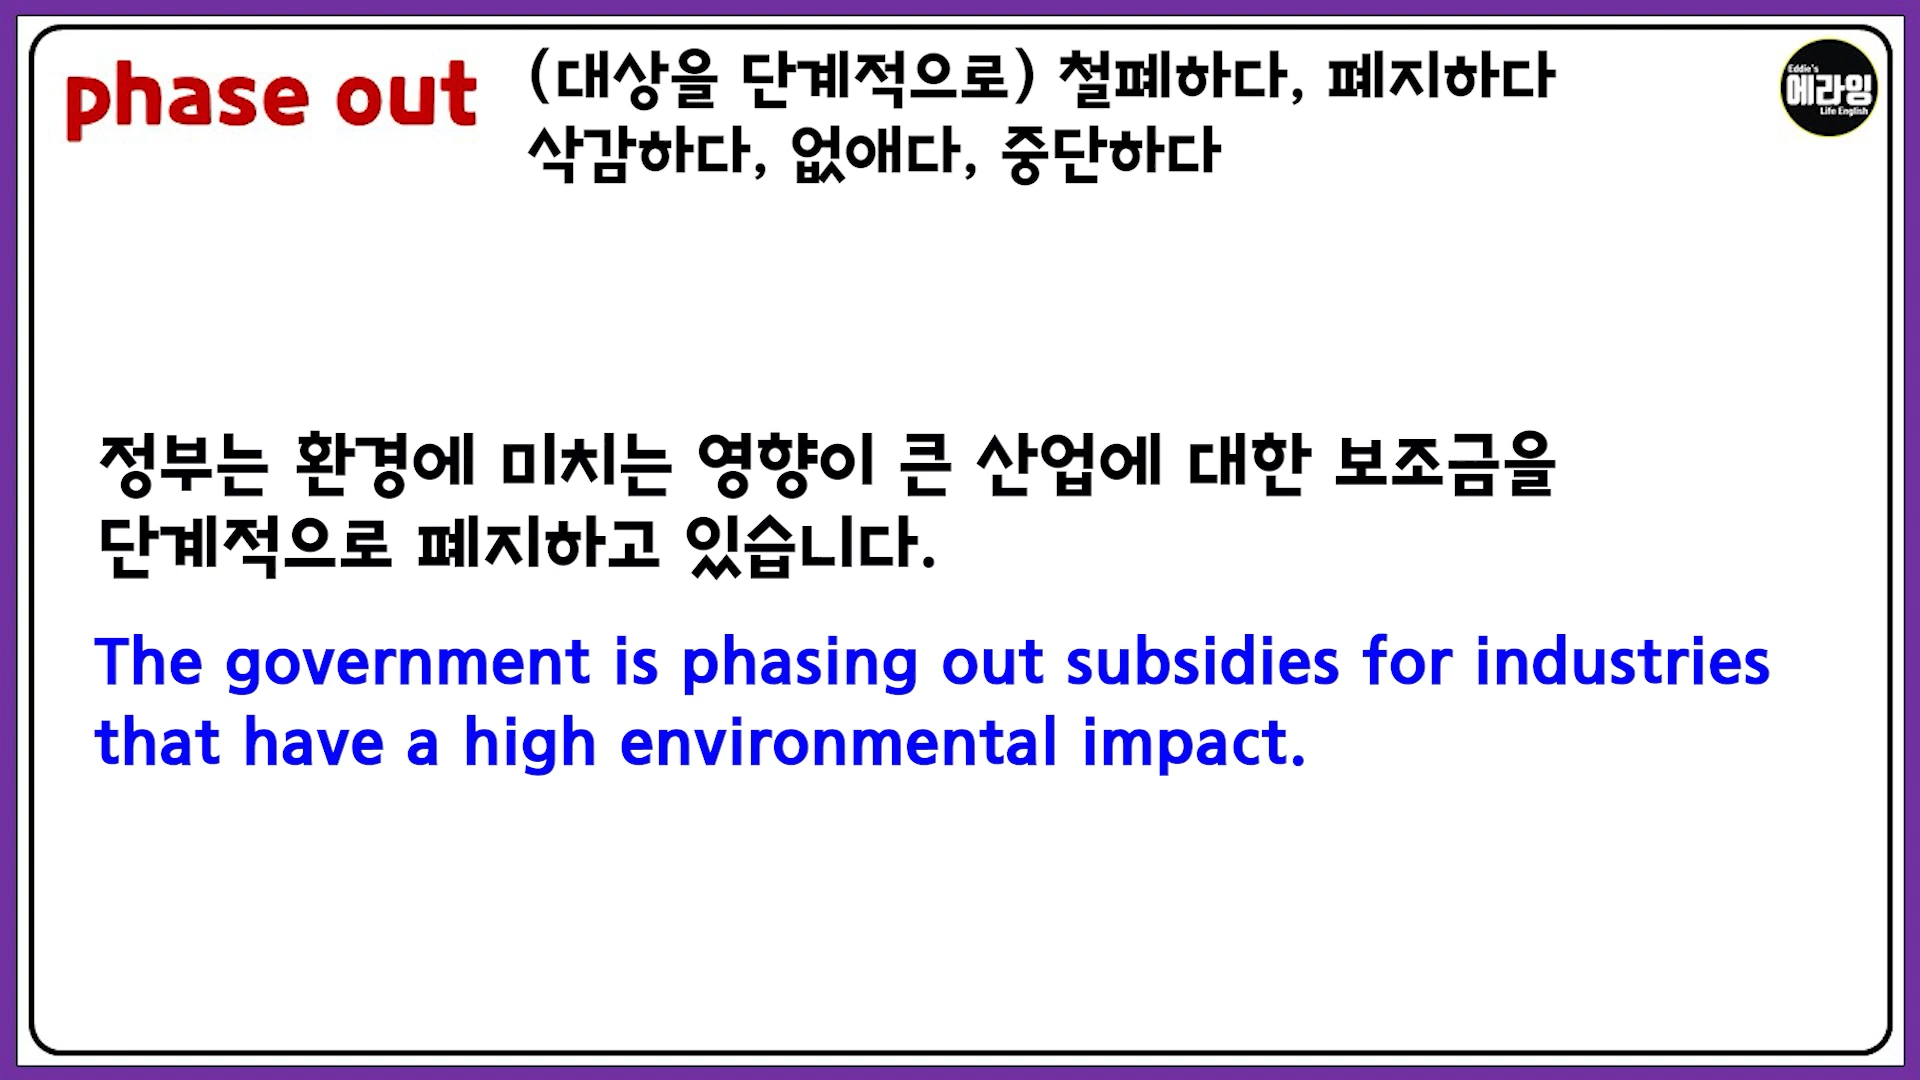 phase out
(대상을 단계적으로) 철폐하다, 폐지하다
삭감하다, 없애다, 중단하다
Eddie's
에라잉
Life English
정부는 환경에 미치는 영향이 큰 산업에 대한 보조금을
단계적으로 폐지하고 있습니다.
The government is phasing out subsidies for industries
that have a high environmental impact.